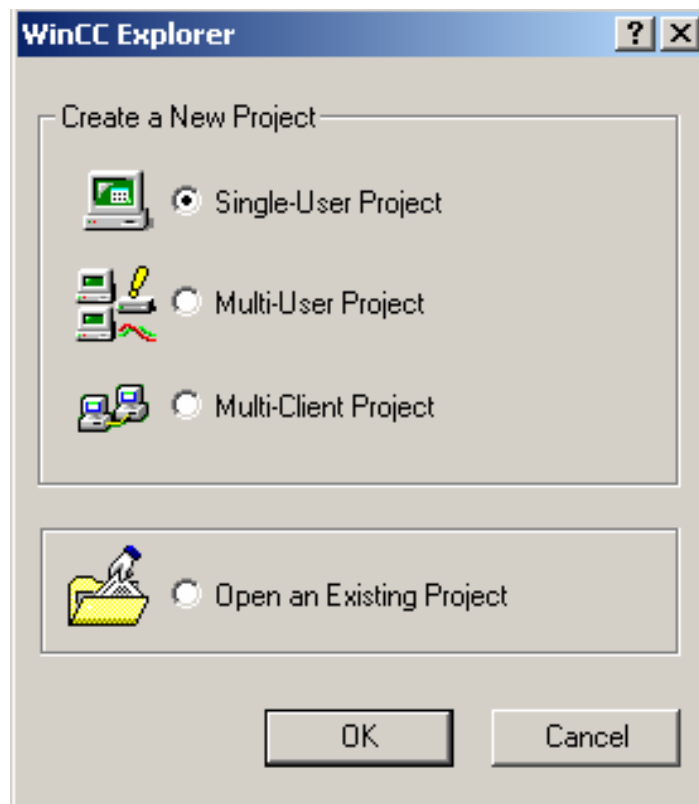 WinCC Explorer
Create a New Project
Single-User Project
Multi-User Project
Multi-Client Project
Open an Existing Project
OK Cancel